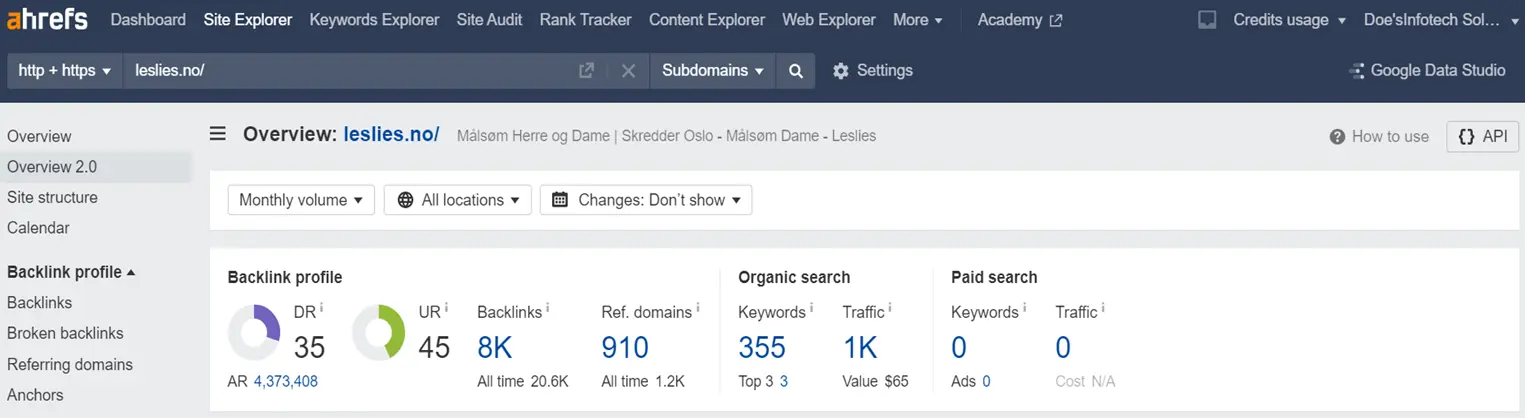 ahrefs Dashboard Site Explorer Keywords Explorer Site Audit Rank Tracker Content Explorer Web Explorer More Academy Credits usage Doe'sInfotech Sol...
http + https leslies.no/ Subdomains Settings Google Data Studio
Overview
Overview 2.0
Site structure
Calendar
Backlink profile
Backlinks
Broken backlinks
Referring domains
Anchors
Overview: leslies.no/ Målsøm Herre og Dame | Skredder Oslo - Målsøm Dame - Leslies ? How to use {} API
Monthly volume All locations Changes: Don't show
Backlink profile
DR i UR i Backlinks i Ref. domains i
35 45 8K 910
AR 4,373,408 All time 20.6K All time 1.2K
Organic search
Keywords i Traffic i
355 1K
Top 3 3 Value $65
Paid search
Keywords i Traffic i
0 0
Ads 0 Cost N/A